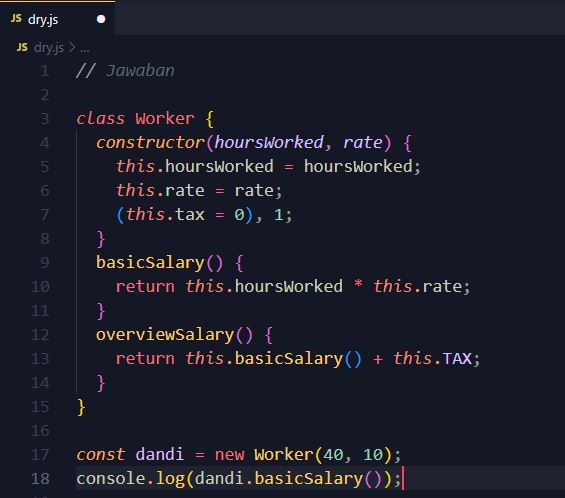 JS dry.js ●
JS dry.js > ...
1 // Jawaban
2
3 class Worker {
4   constructor(hoursWorked, rate) {
5     this.hoursWorked = hoursWorked;
6     this.rate = rate;
7     (this.tax = 0), 1;
8   }
9   basicSalary() {
10     return this.hoursWorked * this.rate;
11   }
12   overviewSalary() {
13     return this.basicSalary() + this.TAX;
14   }
15 }
16
17 const dandi = new Worker(40, 10);
18 console.log(dandi.basicSalary());